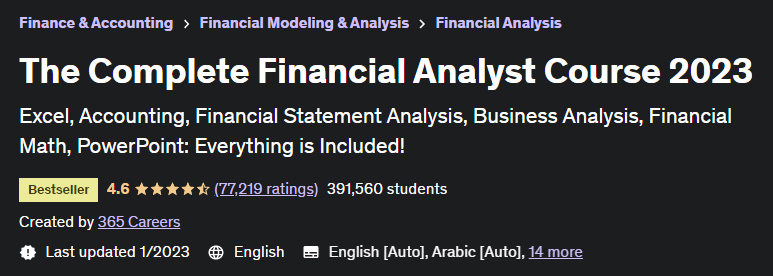 Finance & Accounting > Financial Modeling & Analysis > Financial Analysis
The Complete Financial Analyst Course 2023
Excel, Accounting, Financial Statement Analysis, Business Analysis, Financial
Math, PowerPoint: Everything is Included!
Bestseller 4.6 (77,219 ratings) 391,560 students
Created by 365 Careers
Last updated 1/2023 English English [Auto], Arabic [Auto], 14 more